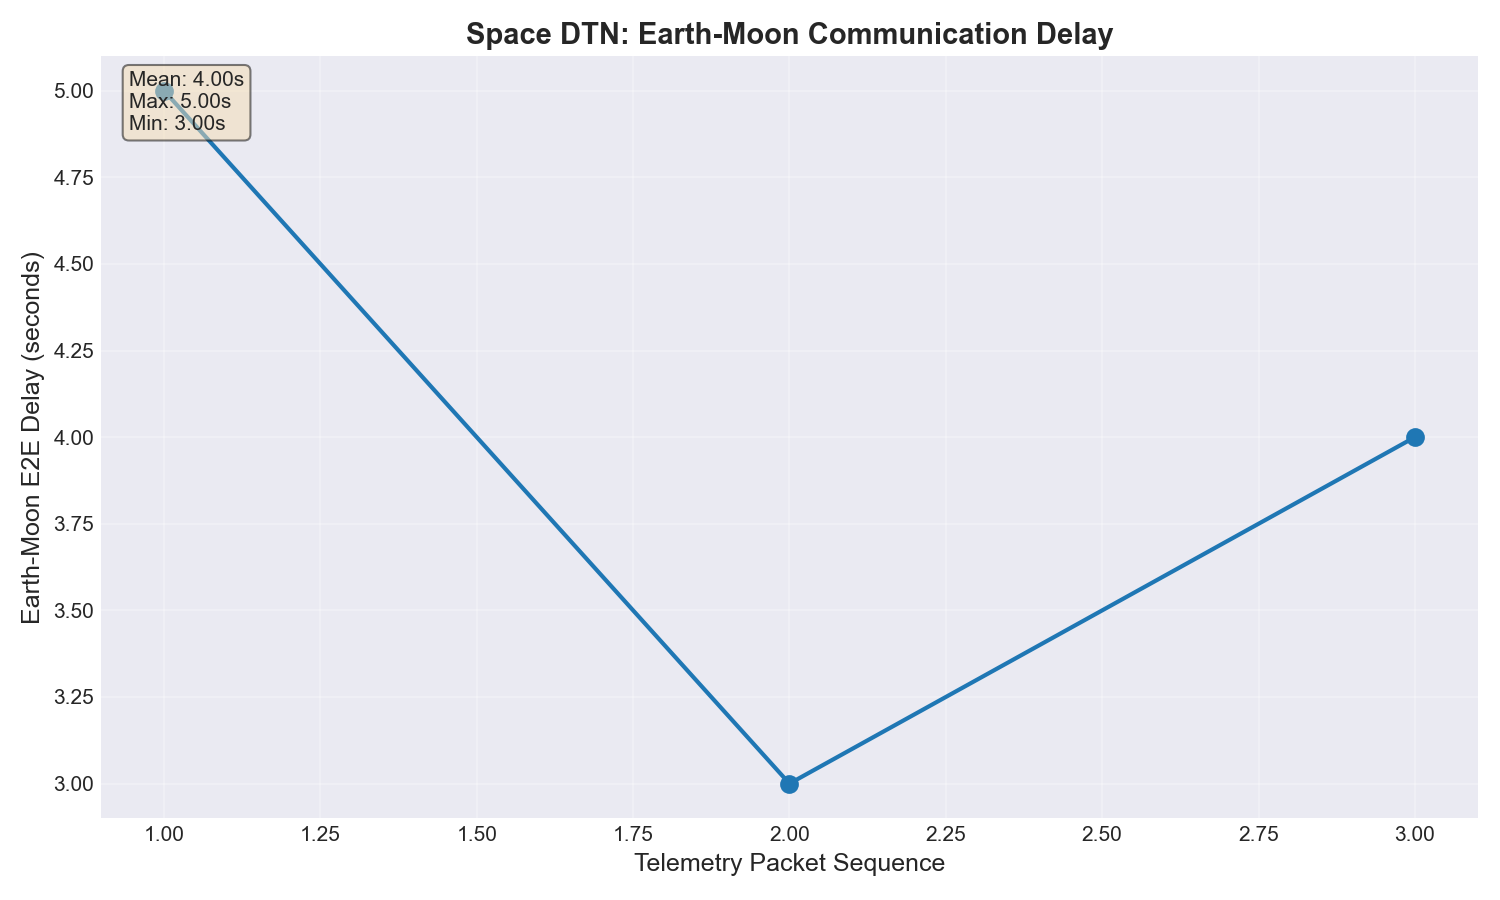 Space DTN: Earth-Moon Communication Delay
Mean: 4.00s
Max: 5.00s
Min: 3.00s
Earth-Moon E2E Delay (seconds)
5.00
4.75
4.50
4.25
4.00
3.75
3.50
3.25
3.00
1.00 1.25 1.50 1.75 2.00 2.25 2.50 2.75 3.00
Telemetry Packet Sequence